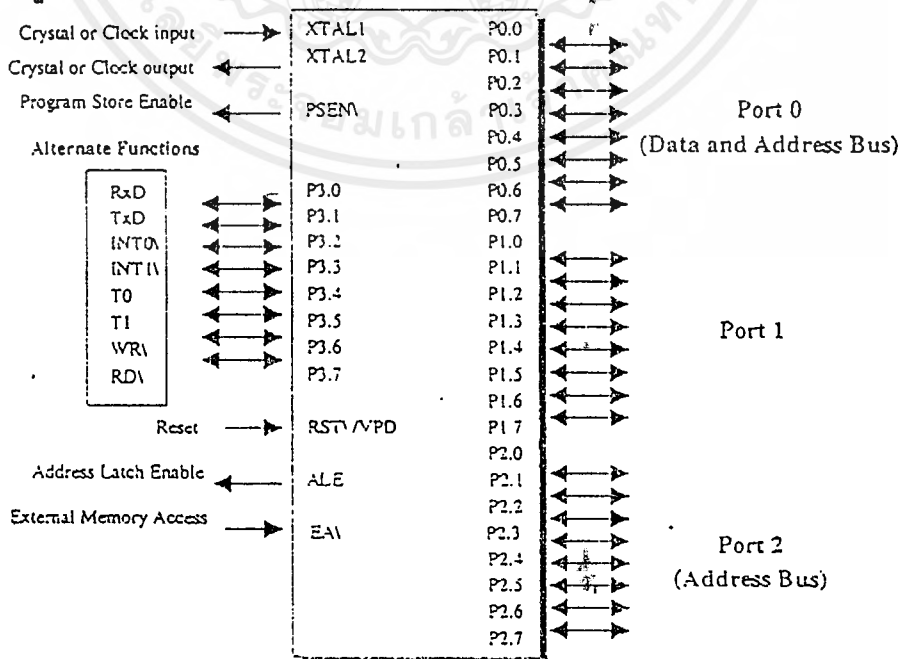 Crystal or Clock input
Crystal or Clock output
Program Store Enable
Alternate Functions
RxD
TxD
INT0\
INT1\
T0
T1
WR\
RD\
Reset
Address Latch Enable
External Memory Access
XTAL1
XTAL2
PSEN\
P3.0
P3.1
P3.2
P3.3
P3.4
P3.5
P3.6
P3.7
RST\/VPD
ALE
EA\
P0.0
P0.1
P0.2
P0.3
P0.4
P0.5
P0.6
P0.7
P1.0
P1.1
P1.2
P1.3
P1.4
P1.5
P1.6
P1.7
P2.0
P2.1
P2.2
P2.3
P2.4
P2.5
P2.6
P2.7
Port 0
(Data and Address Bus)
Port 1
Port 2
(Address Bus)